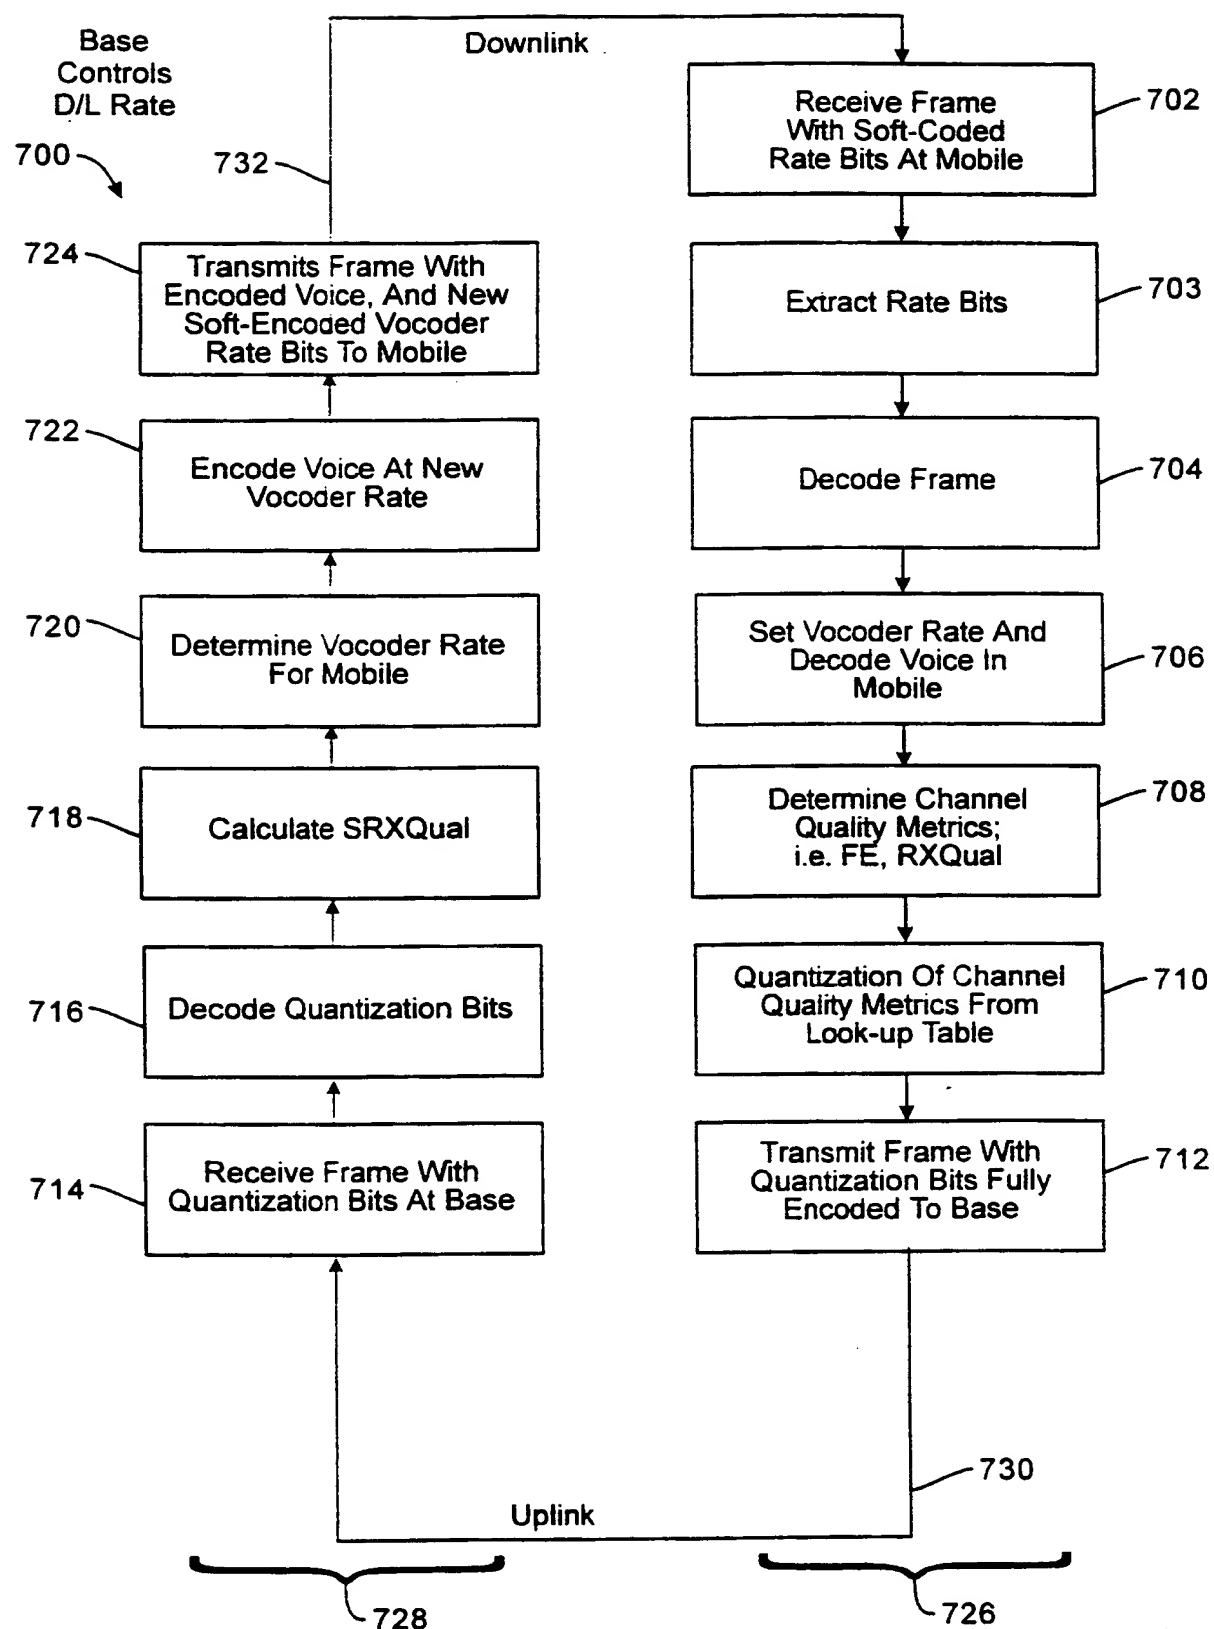 Base
Controls
D/L Rate
700
732
Downlink
Receive Frame
With Soft-Coded
Rate Bits At Mobile
702
Extract Rate Bits
703
Decode Frame
704
Set Vocoder Rate And
Decode Voice In
Mobile
706
Determine Channel
Quality Metrics;
i.e. FE, RXQual
708
Quantization Of Channel
Quality Metrics From
Look-up Table
710
Transmit Frame With
Quantization Bits Fully
Encoded To Base
712
730
Uplink
714
Receive Frame With
Quantization Bits At Base
716
Decode Quantization Bits
718
Calculate SRXQual
720
Determine Vocoder Rate
For Mobile
722
Encode Voice At New
Vocoder Rate
724
Transmits Frame With
Encoded Voice, And New
Soft-Encoded Vocoder
Rate Bits To Mobile
728
726